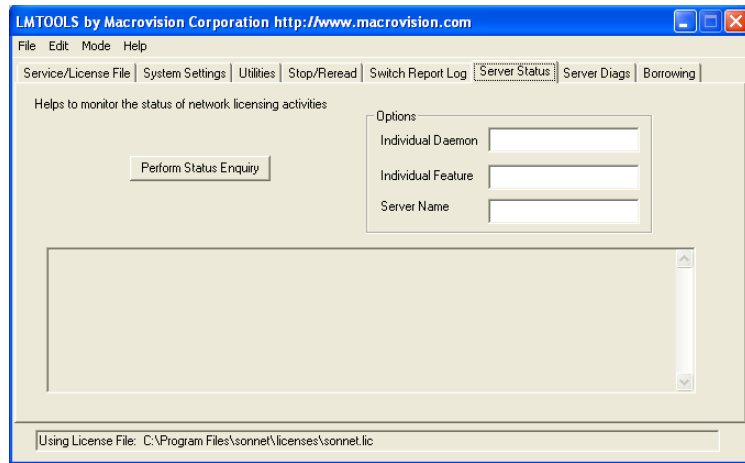 LMTOOLS by Macrovision Corporation http://www.macrovision.com
File Edit Mode Help
Service/License File System Settings Utilities Stop/Reread Switch Report Log Server Status Server Diags Borrowing
Helps to monitor the status of network licensing activities
Options
Individual Daemon
Perform Status Enquiry
Individual Feature
Server Name
Using License File: C:\Program Files\sonnet\licenses\sonnet.lic